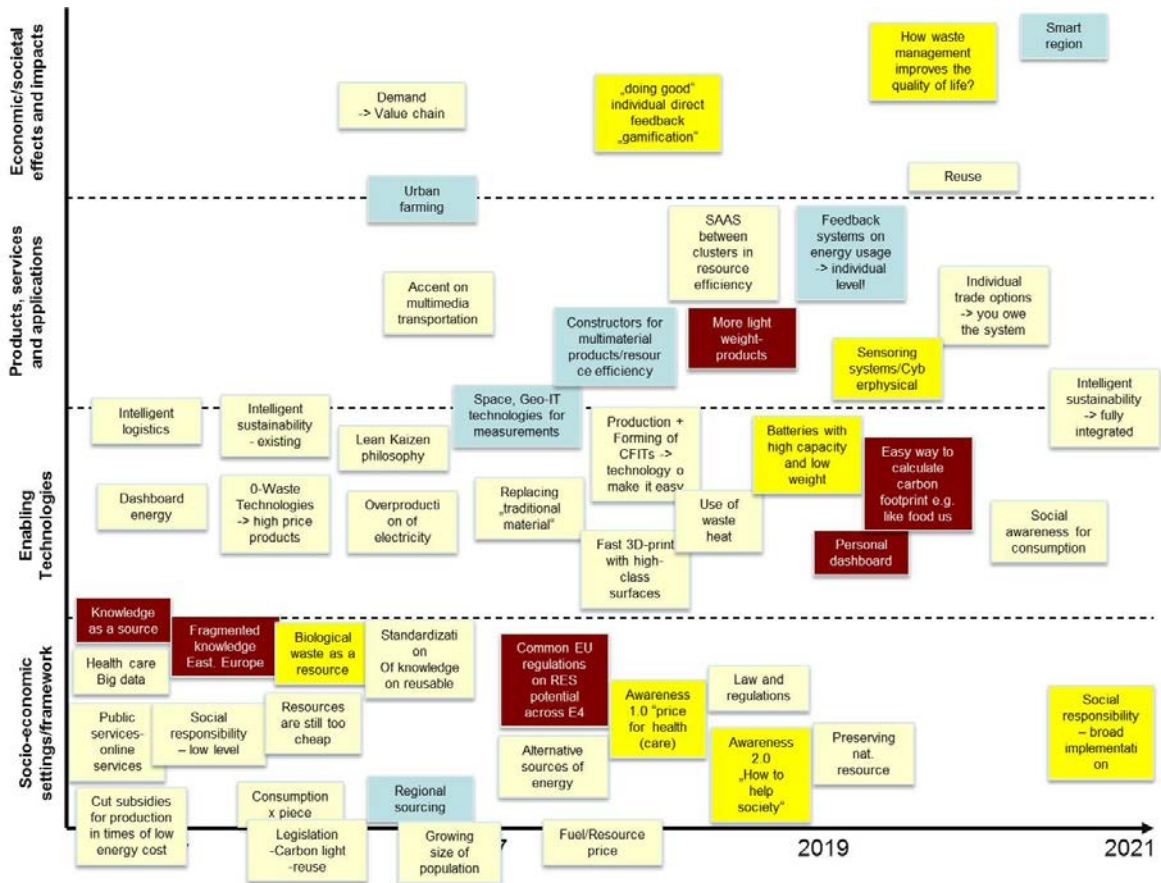 Economic/societal
effects and impacts
Demand
-> Value chain
„doing good“
individual direct
feedback
„gamification“
How waste
management
improves the
quality of life?
Smart
region
Reuse
Urban
farming
Products, services
and applications
Accent on
multimedia
transportation
SAAS
between
clusters in
resource
efficiency
Feedback
systems on
energy usage
-> individual
level!
Individual
trade options
-> you owe
the system
Constructors for
multimaterial
products/resour
ce efficiency
More light
weight-
products
Sensoring
systems/Cyb
erphysical
Enabling
Technologies
Intelligent
logistics
Intelligent
sustainability
- existing
Lean Kaizen
philosophy
Space, Geo-IT
technologies for
measurements
Production +
Forming of
CFITs ->
technology o
make it easy
Batteries with
high capacity
and low
weight
Easy way to
calculate
carbon
footprint e.g.
like food us
Intelligent
sustainability
-> fully
integrated
Dashboard
energy
0-Waste
Technologies
-> high price
products
Overproducti
on of
electricity
Replacing
„traditional
material“
Use of
waste
heat
Fast 3D-print
with high-
class
surfaces
Personal
dashboard
Social
awareness for
consumption
Socio-economic
settings/framework
Knowledge
as a source
Fragmented
knowledge
East. Europe
Biological
waste as a
resource
Standardizati
on
Of knowledge
on reusable
Common EU
regulations
on RES
potential
across E4
Law and
regulations
Health care
Big data
Public
services-
online
services
Social
responsibility
– low level
Resources
are still too
cheap
Awareness
1.0 “price
for health
(care)
Alternative
sources of
energy
Awareness
2.0
„How to
help
society“
Preserving
nat.
resource
Social
responsibility
– broad
implementati
on
Cut subsidies
for production
in times of low
energy cost
Consumption
x piece
Regional
sourcing
Legislation
-Carbon light
-reuse
Growing
size of
population
Fuel/Resource
price
2019
2021